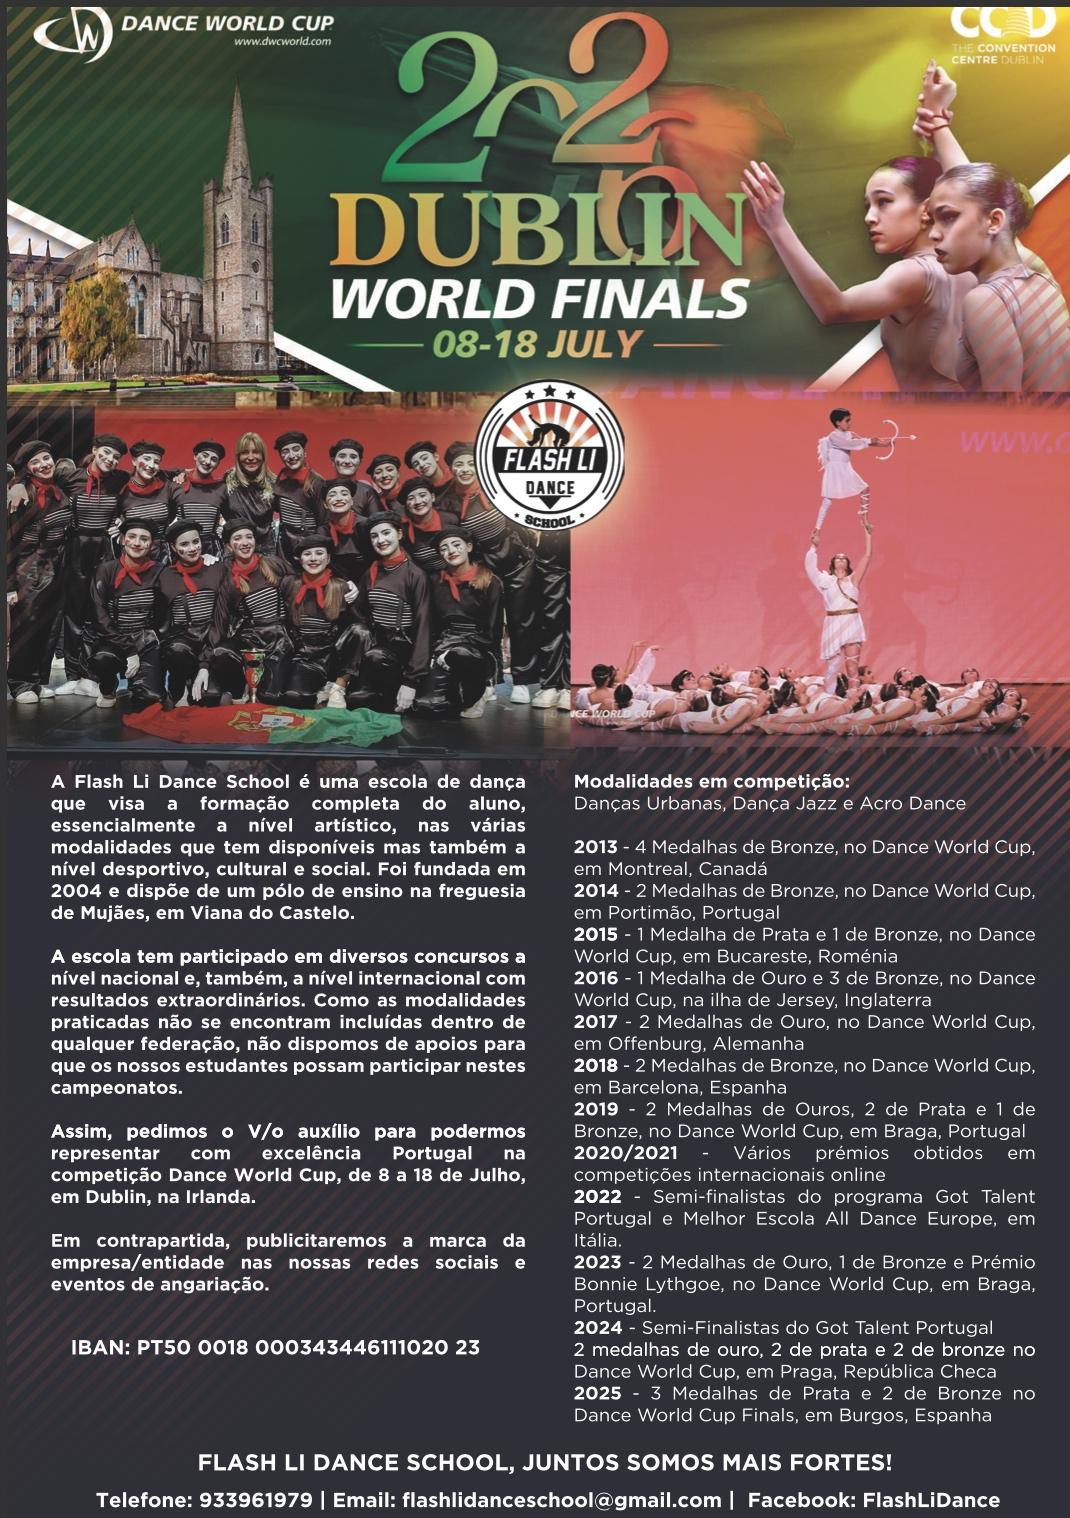 DANCE WORLD CUP
www.dwcworld.com
CCD
THE CONVENTION
CENTRE DUBLIN
2026
DUBLIN
WORLD FINALS
08-18 JULY
FLASH LI
DANCE
SCHOOL
www.
DANCE WORLD CUP
A Flash Li Dance School é uma escola de dança
que visa a formação completa do aluno,
essencialmente a nível artístico, nas várias
modalidades que tem disponíveis mas também a
nível desportivo, cultural e social. Foi fundada em
2004 e dispõe de um pólo de ensino na freguesia
de Mujães, em Viana do Castelo.
A escola tem participado em diversos concursos a
nível nacional e, também, a nível internacional com
resultados extraordinários. Como as modalidades
praticadas não se encontram incluídas dentro de
qualquer federação, não dispomos de apoios para
que os nossos estudantes possam participar nestes
campeonatos.
Assim, pedimos o V/o auxílio para podermos
representar com excelência Portugal na
competição Dance World Cup, de 8 a 18 de Julho,
em Dublin, na Irlanda.
Em contrapartida, publicitaremos a marca da
empresa/entidade nas nossas redes sociais e
eventos de angariação.
IBAN: PT50 0018 000343446111020 23
Modalidades em competição:
Danças Urbanas, Dança Jazz e Acro Dance
2013 - 4 Medalhas de Bronze, no Dance World Cup,
em Montreal, Canadá
2014 - 2 Medalhas de Bronze, no Dance World Cup,
em Portimão, Portugal
2015 - 1 Medalha de Prata e 1 de Bronze, no Dance
World Cup, em Bucareste, Roménia
2016 - 1 Medalha de Ouro e 3 de Bronze, no Dance
World Cup, na ilha de Jersey, Inglaterra
2017 - 2 Medalhas de Ouro, no Dance World Cup,
em Offenburg, Alemanha
2018 - 2 Medalhas de Bronze, no Dance World Cup,
em Barcelona, Espanha
2019 - 2 Medalhas de Ouros, 2 de Prata e 1 de
Bronze, no Dance World Cup, em Braga, Portugal
2020/2021 - Vários prémios obtidos em
competições internacionais online
2022 - Semi-finalistas do programa Got Talent
Portugal e Melhor Escola All Dance Europe, em
Itália.
2023 - 2 Medalhas de Ouro, 1 de Bronze e Prémio
Bonnie Lythgoe, no Dance World Cup, em Braga,
Portugal.
2024 - Semi-Finalistas do Got Talent Portugal
2 medalhas de ouro, 2 de prata e 2 de bronze no
Dance World Cup, em Praga, República Checa
2025 - 3 Medalhas de Prata e 2 de Bronze no
Dance World Cup Finals, em Burgos, Espanha
FLASH LI DANCE SCHOOL, JUNTOS SOMOS MAIS FORTES!
Telefone: 933961979 | Email: flashlidanceschool@gmail.com | Facebook: FlashLiDance